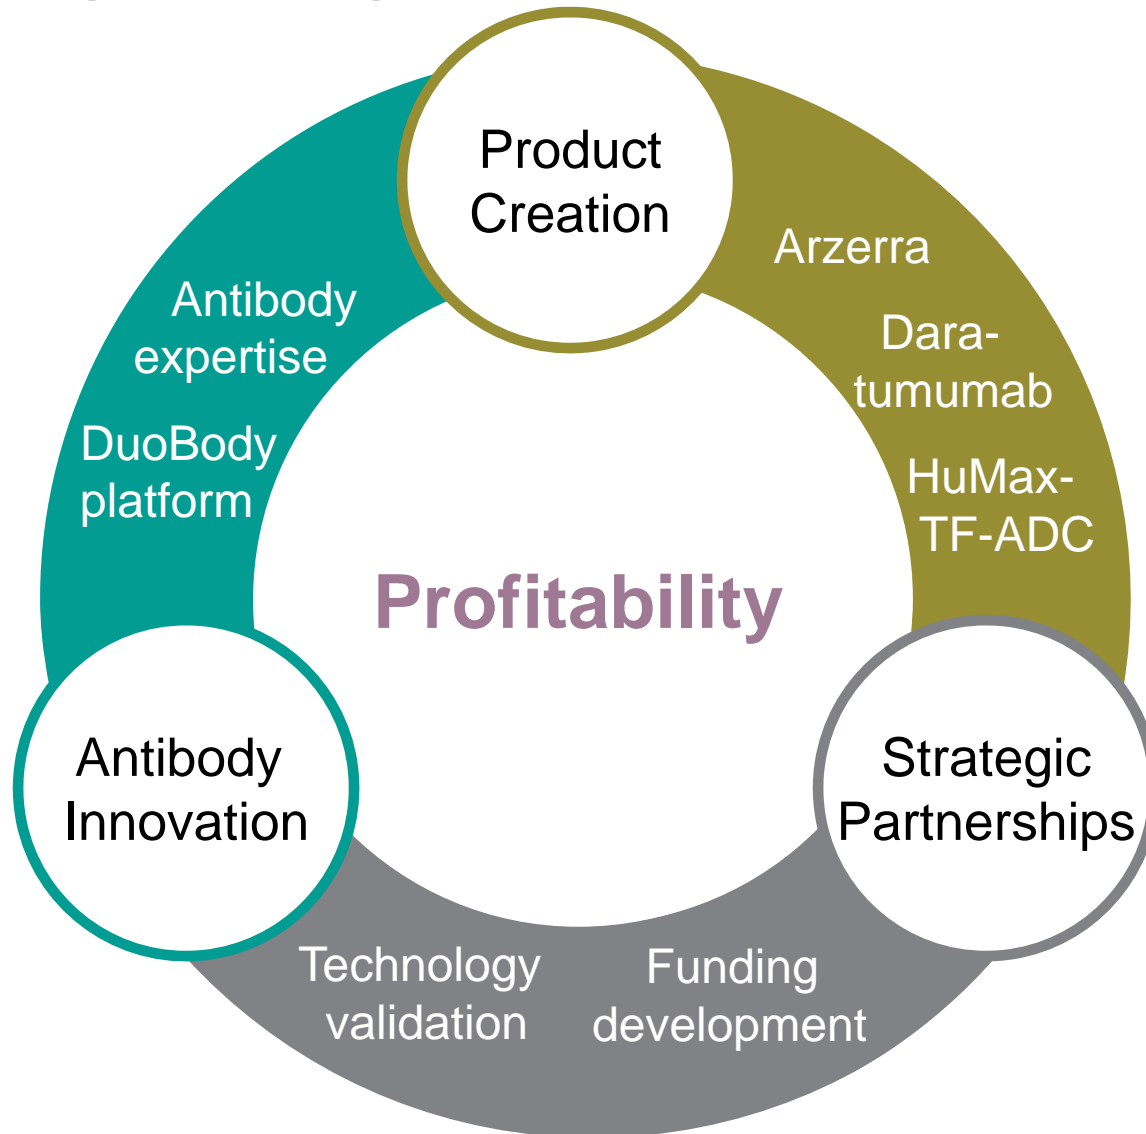 Product
Creation
Arzerra
Dara-
tumumab
HuMax-
TF-ADC
Antibody
expertise
DuoBody
platform
Profitability
Antibody
Innovation
Strategic
Partnerships
Technology
validation
Funding
development